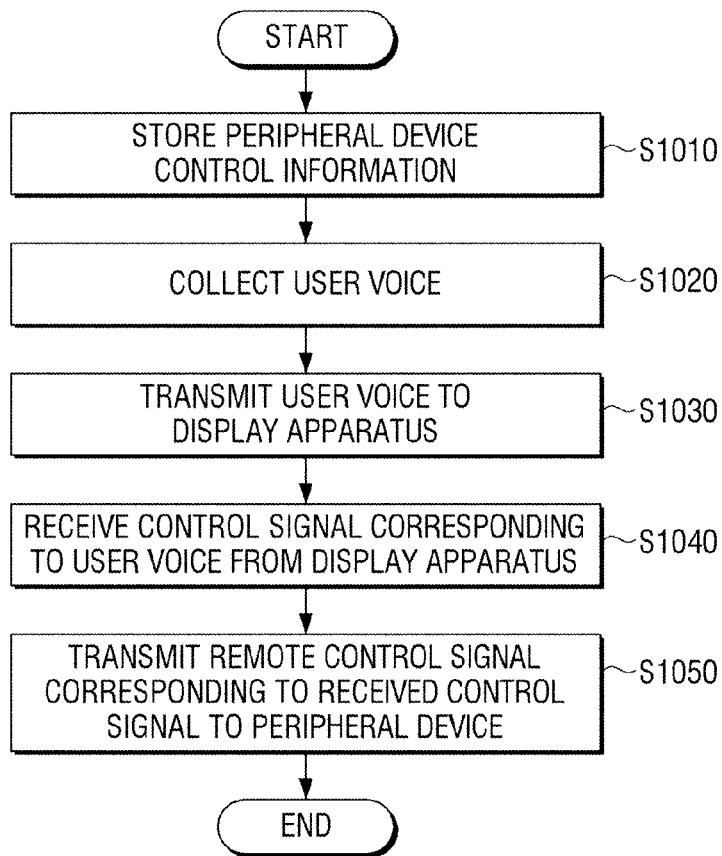 START
STORE PERIPHERAL DEVICE
CONTROL INFORMATION
S1010
COLLECT USER VOICE
S1020
TRANSMIT USER VOICE TO
DISPLAY APPARATUS
S1030
RECEIVE CONTROL SIGNAL CORRESPONDING
TO USER VOICE FROM DISPLAY APPARATUS
S1040
TRANSMIT REMOTE CONTROL SIGNAL
CORRESPONDING TO RECEIVED CONTROL
SIGNAL TO PERIPHERAL DEVICE
S1050
END